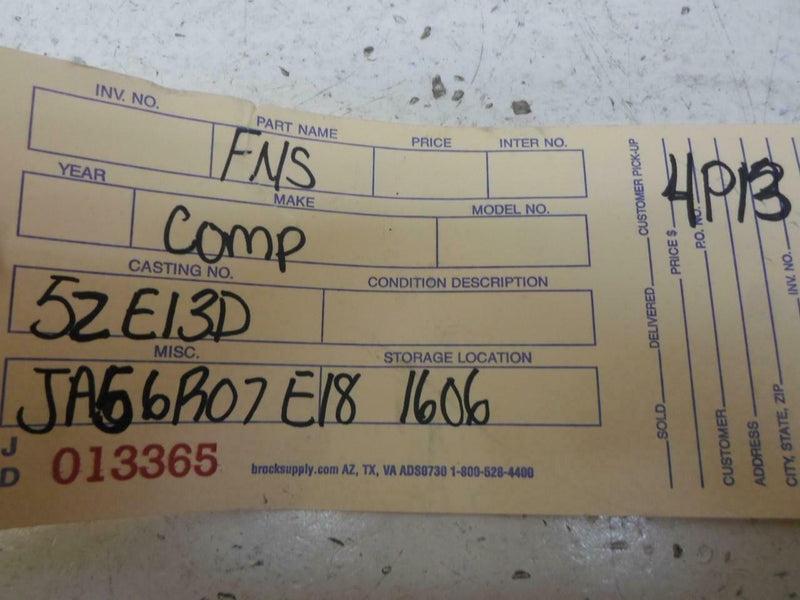 INV. NO. PART NAME PRICE INTER NO.
FNS
YEAR MAKE MODEL NO.
Comp
CASTING NO. CONDITION DESCRIPTION
52E13D
MISC. STORAGE LOCATION
JA56R07E18 1606
J
D
013365
brocksupply.com AZ, TX, VA ADS0730 1-800-528-4400
SOLD DELIVERED CUSTOMER PICK-UP
PRICE $
P.O. NO.
4P13
CUSTOMER
ADDRESS
CITY, STATE, ZIP
INV. NO.